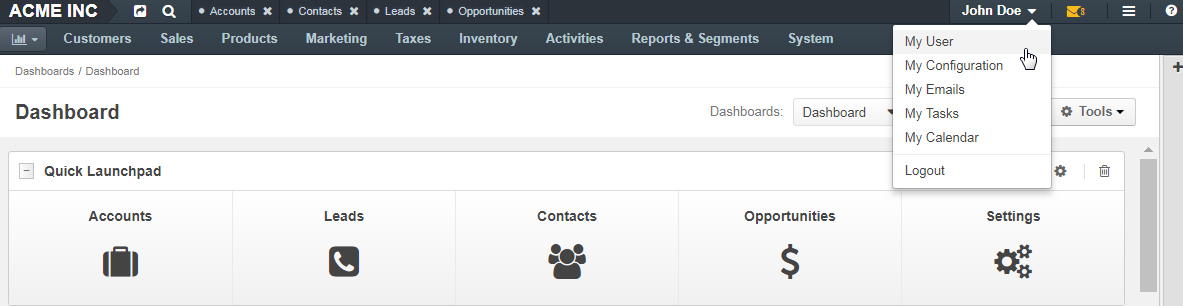 ACME INC Accounts Contacts Leads Opportunities John Doe 8
Customers Sales Products Marketing Taxes Inventory Activities Reports & Segments System
My User
My Configuration
My Emails
My Tasks
My Calendar
Logout
Dashboards / Dashboard
Dashboard Dashboards: Dashboard Tools
Quick Launchpad
Accounts Leads Contacts Opportunities Settings